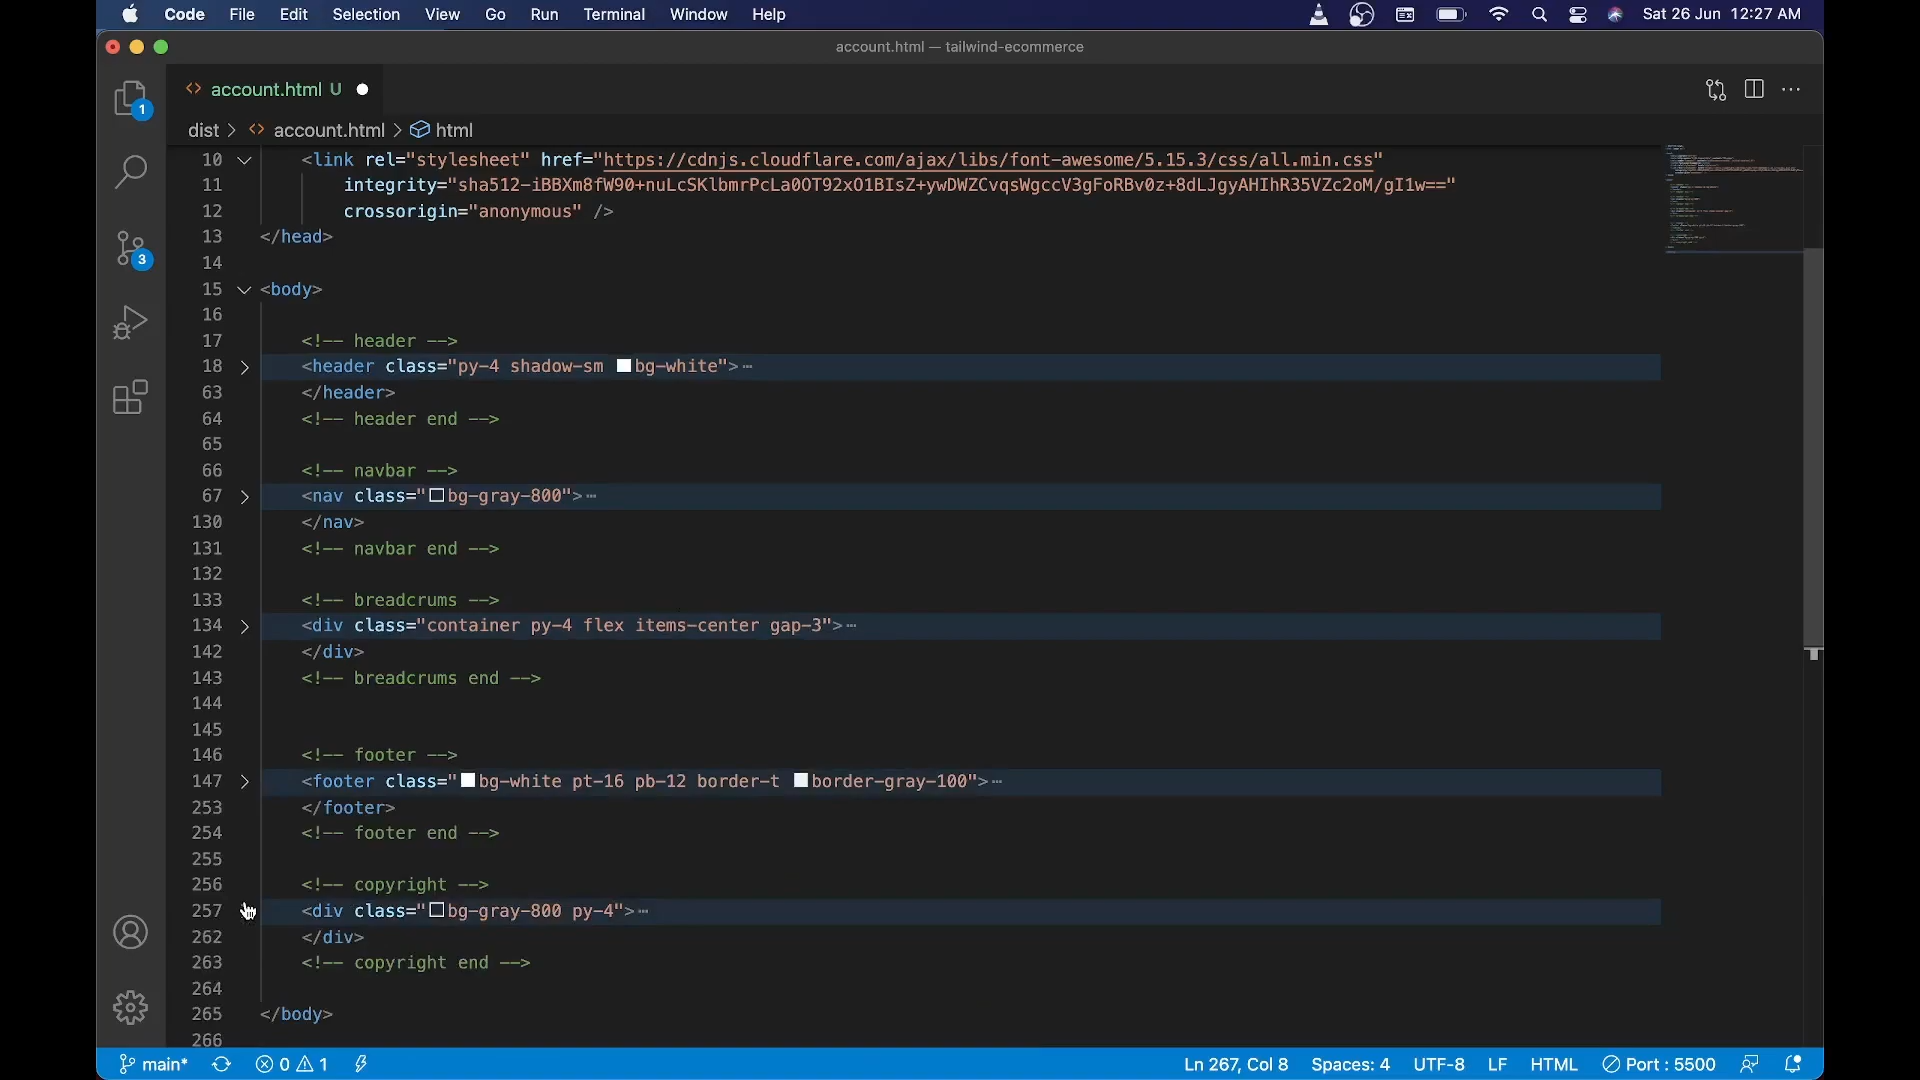 Code File Edit Selection View Go Run Terminal Window Help Sat 26 Jun 12:27 AM
account.html — tailwind-ecommerce
1
account.html U
dist > account.html > html
10 <link rel="stylesheet" href="https://cdnjs.cloudflare.com/ajax/libs/font-awesome/5.15.3/css/all.min.css"
11 integrity="sha512-iBBXm8fW90+nuLcSKlbmrPcLa0OT92xO1BIsZ+ywDWZCvqsWgccV3gFoRBv0z+8dLJgyAHIhR35VZc2oM/gI1w=="
12 crossorigin="anonymous" />
13 </head>
3
14
15 <body>
16
17 <!-- header -->
18 <header class="py-4 shadow-sm bg-white">…
63 </header>
64 <!-- header end -->
65
66 <!-- navbar -->
67 <nav class="bg-gray-800">…
130 </nav>
131 <!-- navbar end -->
132
133 <!-- breadcrums -->
134 <div class="container py-4 flex items-center gap-3">…
142 </div>
143 <!-- breadcrums end -->
144
145
146 <!-- footer -->
147 <footer class="bg-white pt-16 pb-12 border-t border-gray-100">…
253 </footer>
254 <!-- footer end -->
255
256 <!-- copyright -->
257 <div class="bg-gray-800 py-4">…
262 </div>
263 <!-- copyright end -->
264
265 </body>
266
main* 0 1 Ln 267, Col 8 Spaces: 4 UTF-8 LF HTML Port : 5500